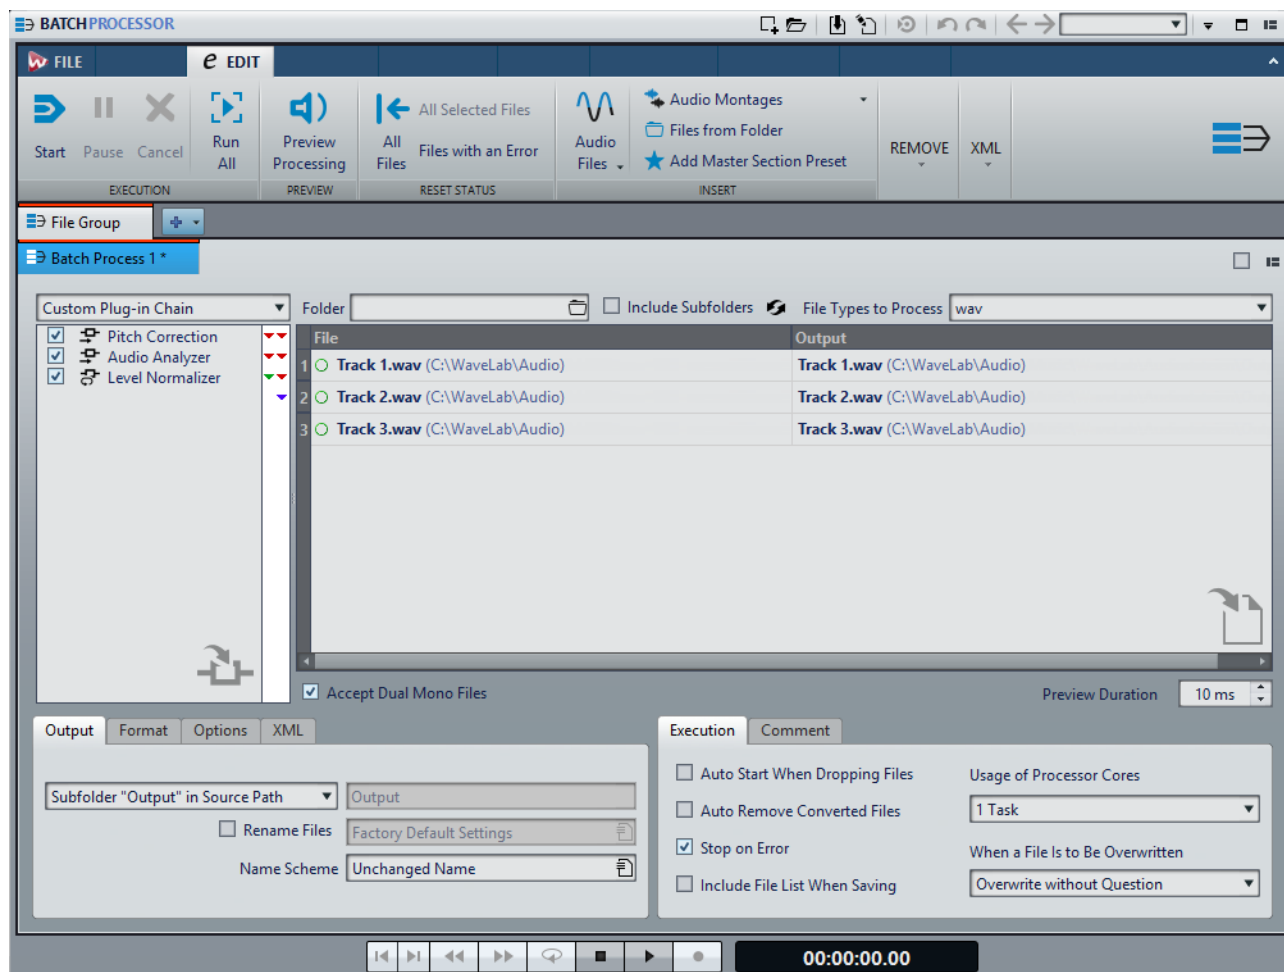 BATCHPROCESSOR
FILE
e EDIT
Start
Pause
Cancel
Run All
EXECUTION
Preview Processing
PREVIEW
All Files
All Selected Files
Files with an Error
RESET STATUS
Audio Files
Audio Montages
Files from Folder
Add Master Section Preset
INSERT
REMOVE
XML
File Group
Batch Process 1 *
Custom Plug-in Chain
Folder
Include Subfolders
File Types to Process
wav
Pitch Correction
Audio Analyzer
Level Normalizer
File
Output
1 Track 1.wav (C:\WaveLab\Audio) Track 1.wav (C:\WaveLab\Audio)
2 Track 2.wav (C:\WaveLab\Audio) Track 2.wav (C:\WaveLab\Audio)
3 Track 3.wav (C:\WaveLab\Audio) Track 3.wav (C:\WaveLab\Audio)
Accept Dual Mono Files
Preview Duration
10 ms
Output
Format
Options
XML
Subfolder "Output" in Source Path
Output
Rename Files
Factory Default Settings
Name Scheme
Unchanged Name
Execution
Comment
Auto Start When Dropping Files
Auto Remove Converted Files
Stop on Error
Include File List When Saving
Usage of Processor Cores
1 Task
When a File Is to Be Overwritten
Overwrite without Question
00:00:00.00